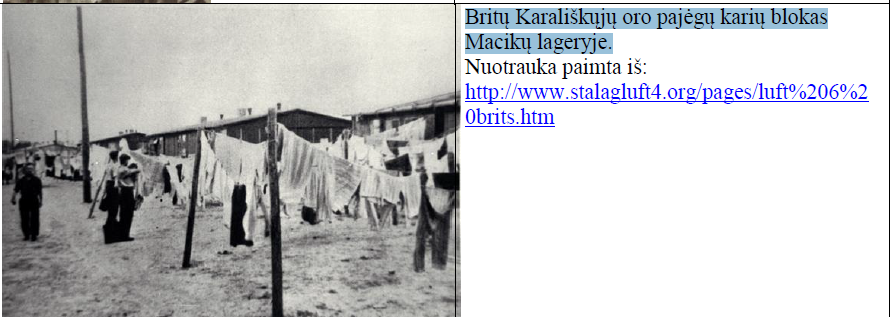 Britų Karališkųjų oro pajėgų karių blokas
Macikų lageryje.
Nuotrauka paimta iš:
http://www.stalagluft4.org/pages/luft%206%2
0brits.htm